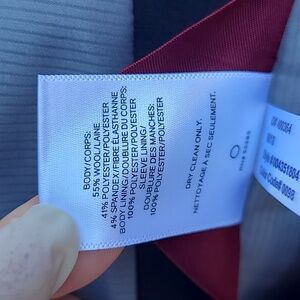 BODY/CORPS:
55% WOOL/LAINE
41% POLYESTER/POLYESTER
4% SPANDEX/FIBRE ÉLASTHANNE
BODY LINING/DOUBLURE DU CORPS:
100% POLYESTER/POLYESTER
SLEEVE LINING/
DOUBLURE DES MANCHES:
100% POLYESTER/POLYESTER
DRY CLEAN ONLY.
NETTOYAGE À SEC SEULEMENT.